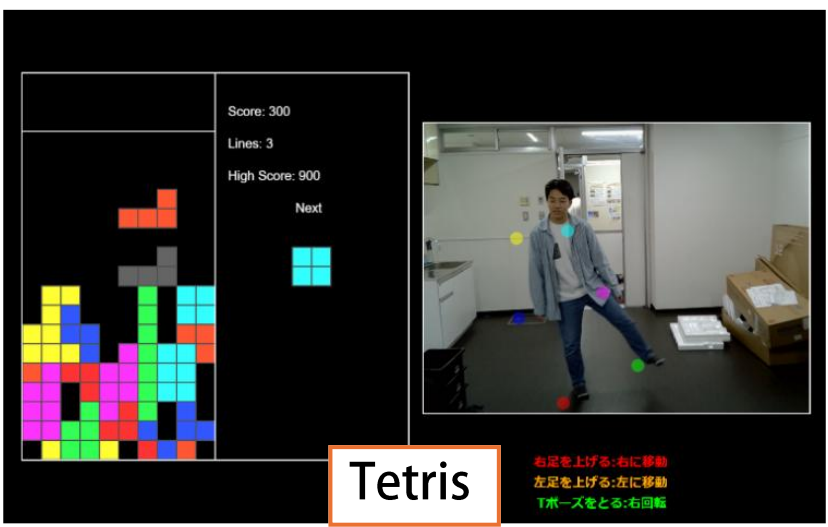 Score: 300
Lines: 3
High Score: 900
Next
Tetris
右足を上げる:右に移動
左足を上げる:左に移動
Tポーズをとる:右回転